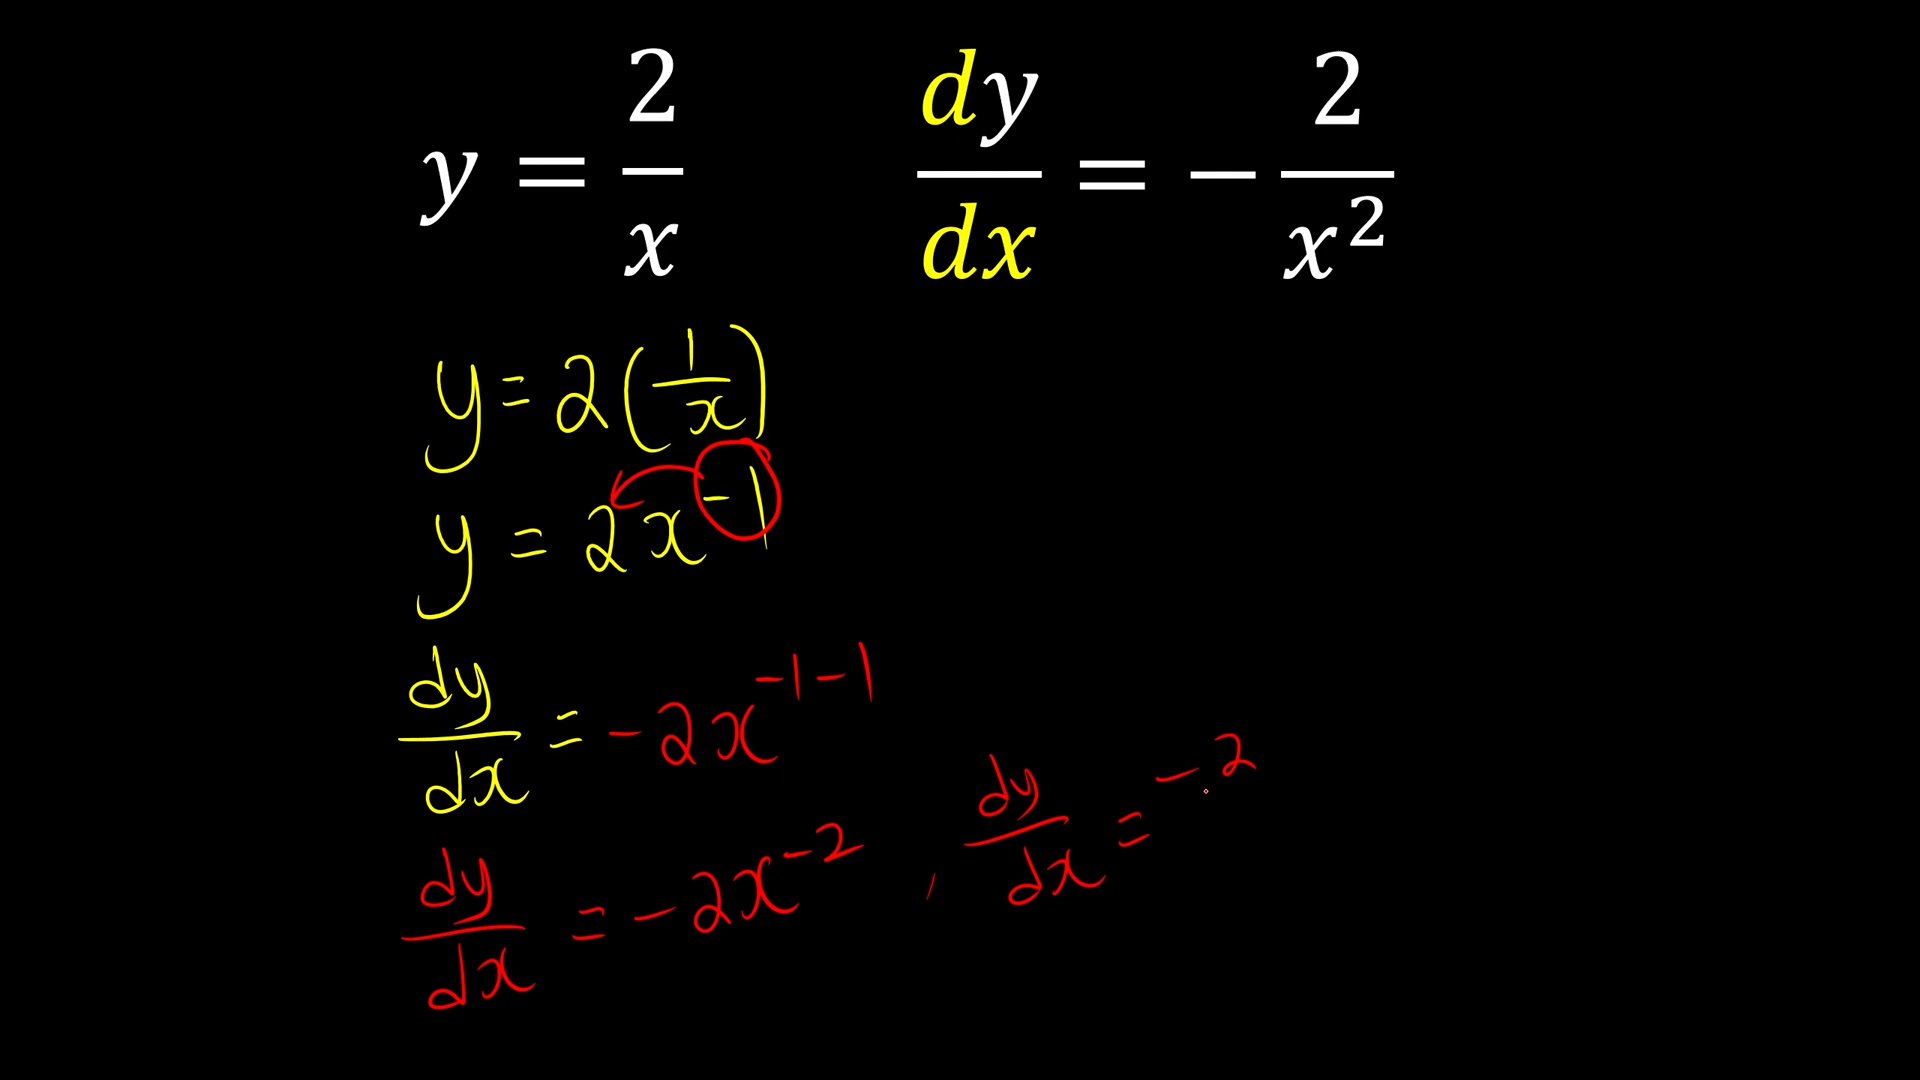 y = 2/x    dy/dx = -2/x²
y = 2(1/x)
y = 2x⁻¹
dy/dx = -2x⁻¹⁻¹
dy/dx = -2x⁻² , dy/dx = -2